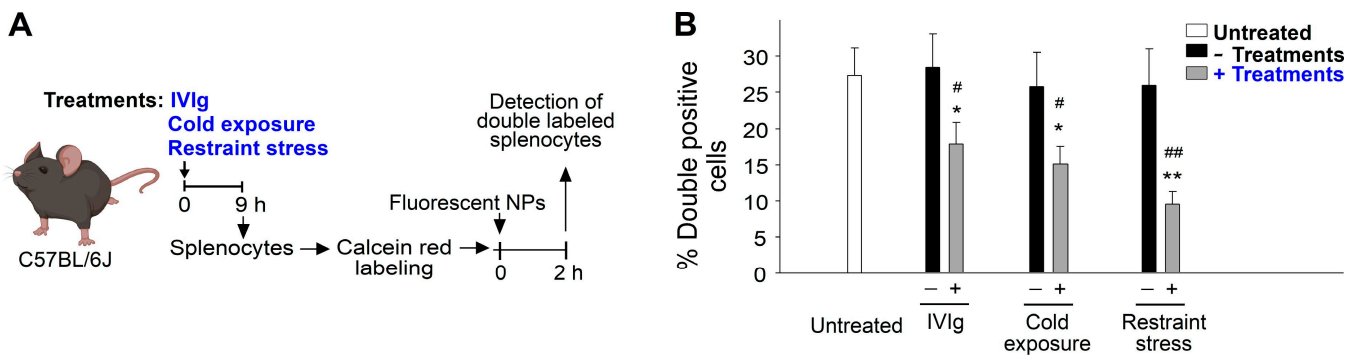 A
Treatments: IVIg
Cold exposure
Restraint stress
0
9 h
C57BL/6J
Splenocytes
Calcein red
labeling
Fluorescent NPs
0
2 h
Detection of
double labeled
splenocytes
B
% Double positive
cells
30
25
20
15
10
5
0
Untreated
– Treatments
+ Treatments
#
*
#
*
##
**
– +
– +
– +
Untreated
IVIg
Cold
exposure
Restraint
stress